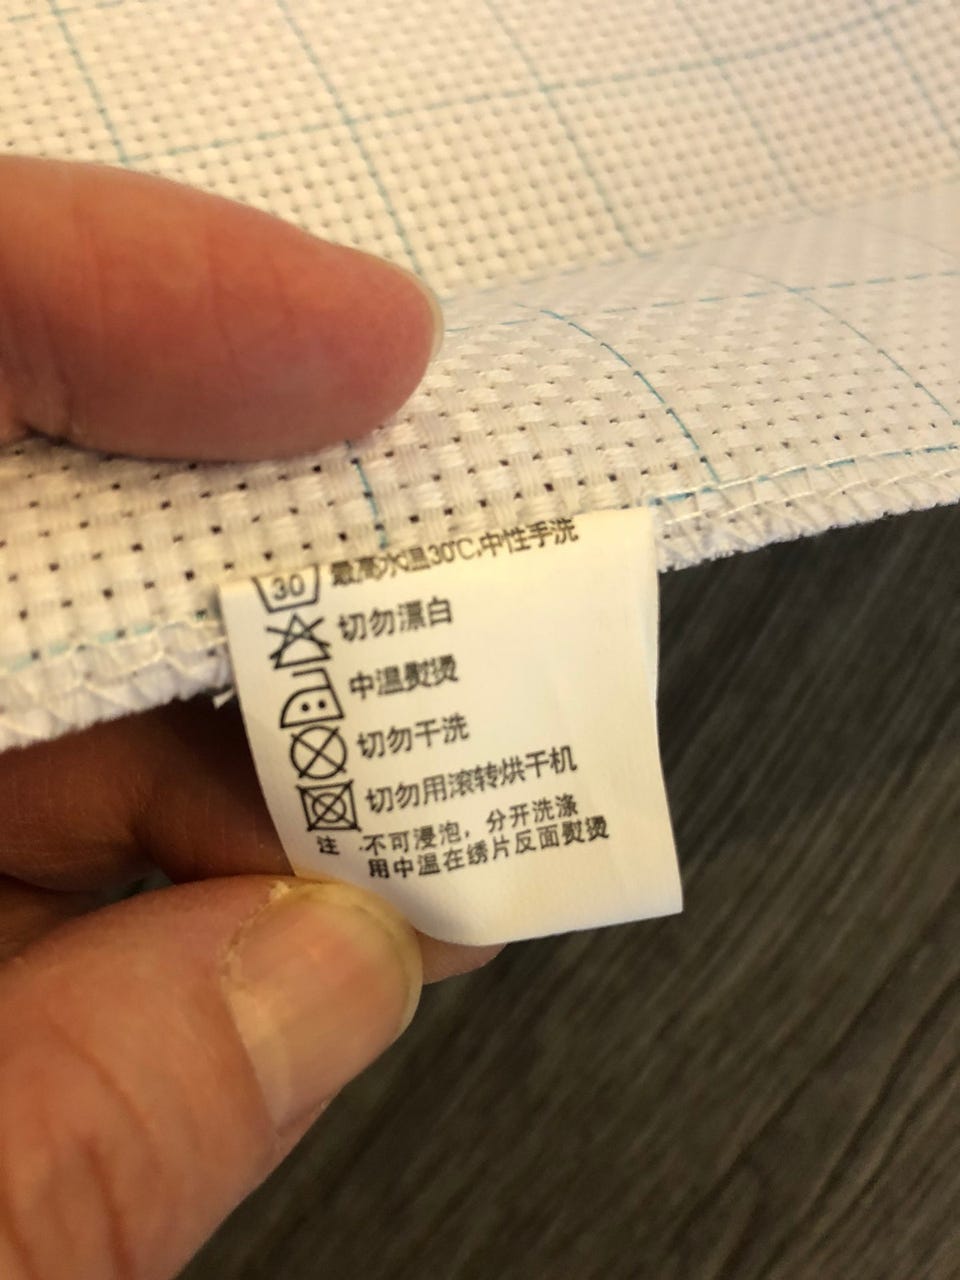 30 最高水温30℃,中性手洗
切勿漂白
中温熨烫
切勿干洗
切勿用滚转烘干机
注 .不可浸泡，分开洗涤
用中温在绣片反面熨烫